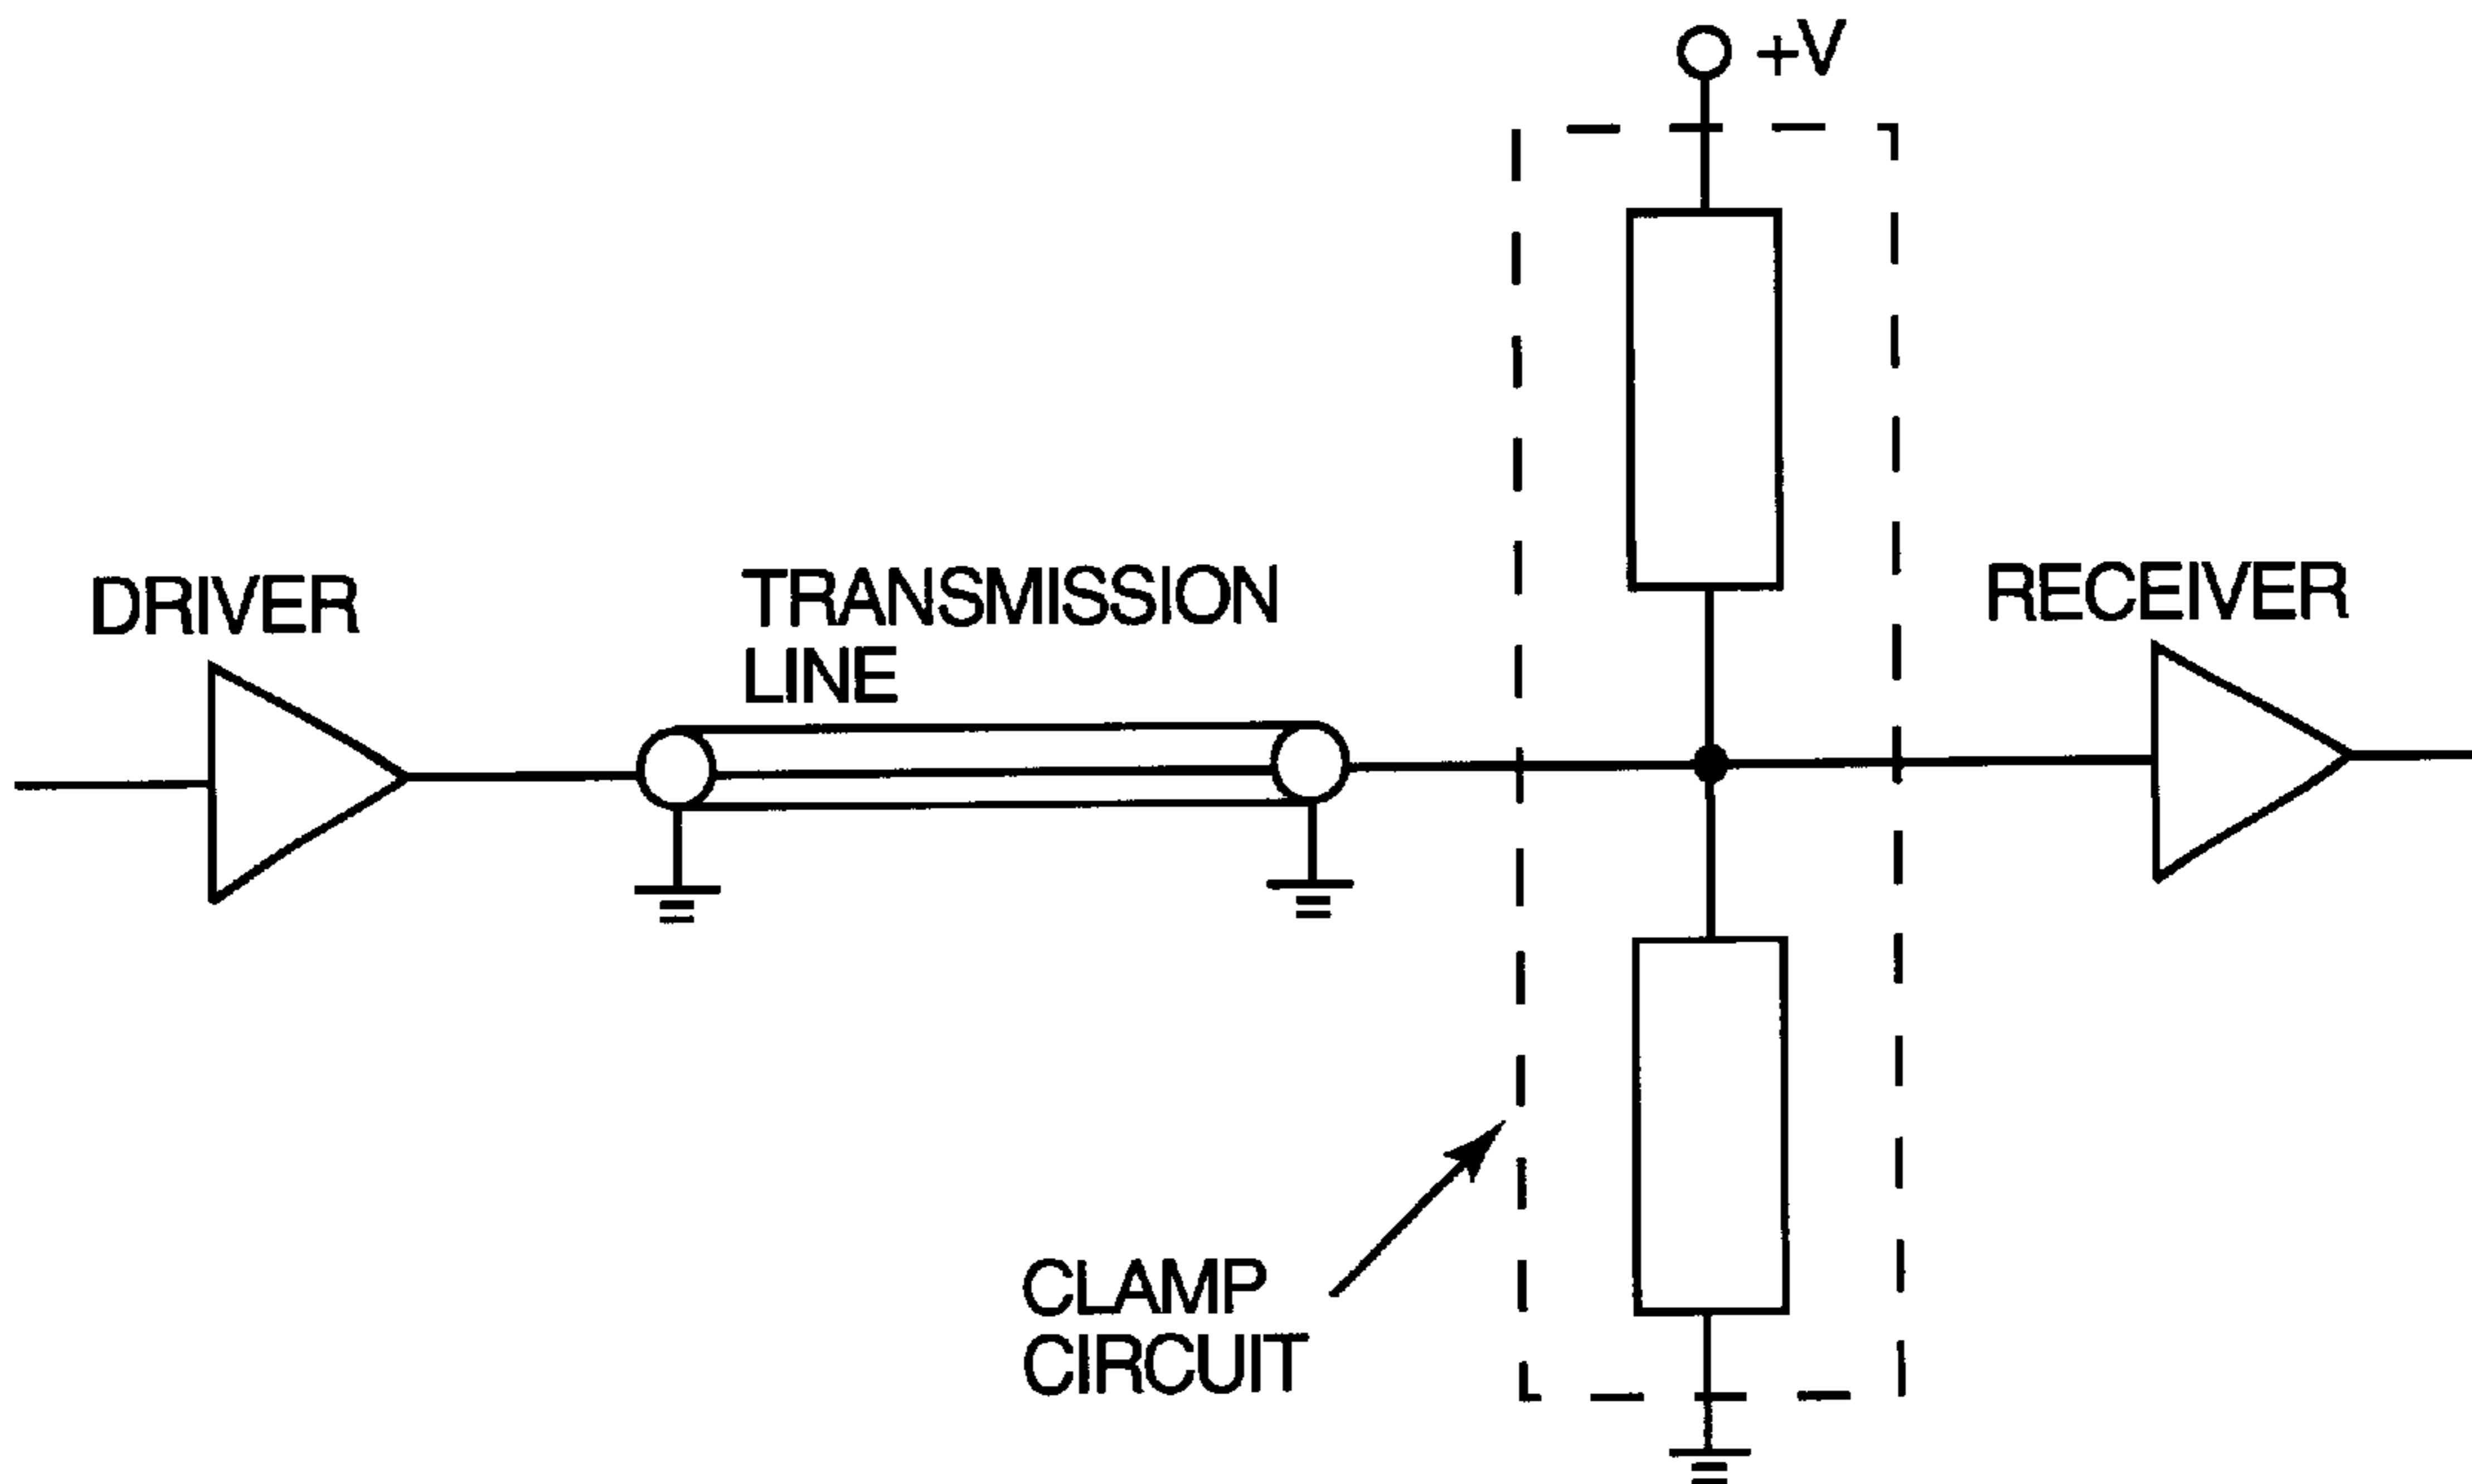 +V
DRIVER
TRANSMISSION
LINE
RECEIVER
CLAMP
CIRCUIT